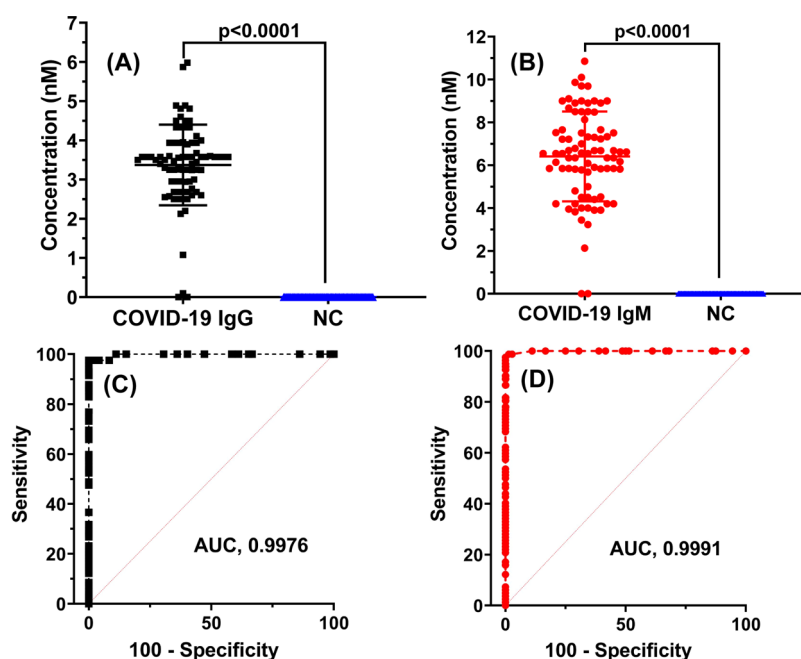 (A)
p<0.0001
Concentration (nM)
7
6
5
4
3
2
1
0
COVID-19 IgG
NC
(B)
p<0.0001
Concentration (nM)
12
10
8
6
4
2
0
COVID-19 IgM
NC
(C)
Sensitivity
100
80
60
40
20
0
AUC, 0.9976
0
50
100
100 - Specificity
(D)
Sensitivity
100
80
60
40
20
0
AUC, 0.9991
0
50
100
100 - Specificity